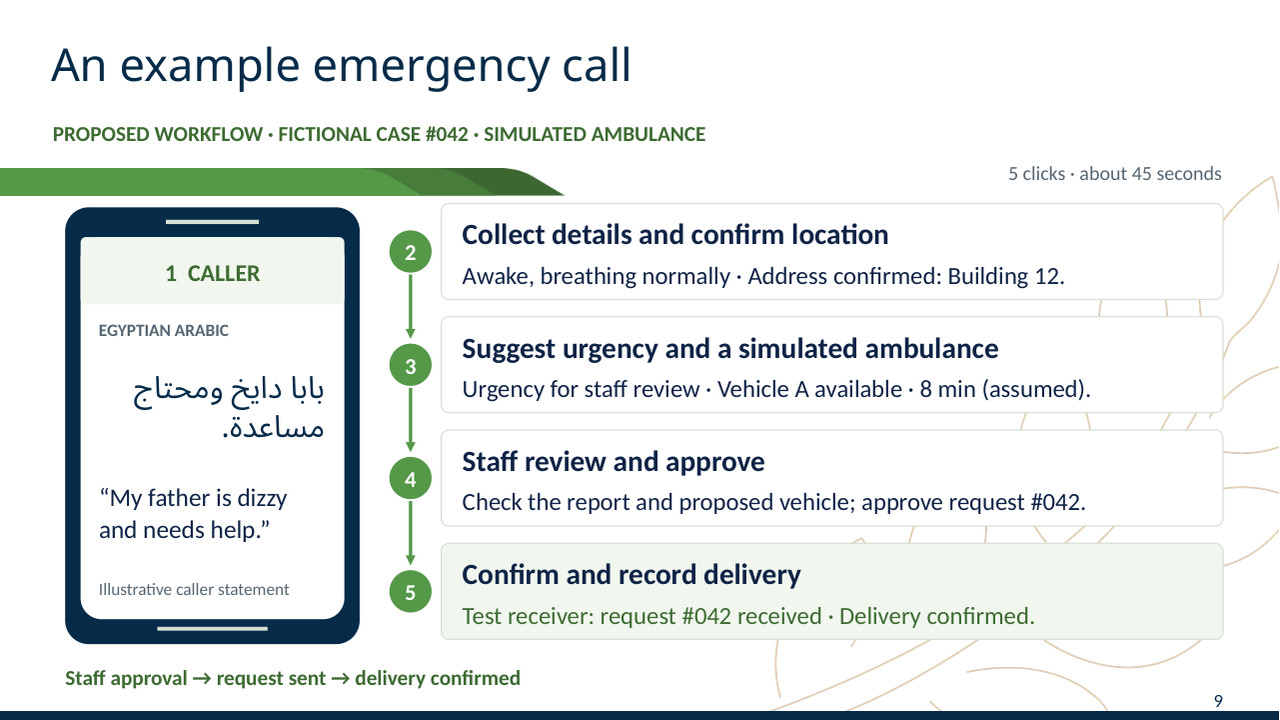 An example emergency call
PROPOSED WORKFLOW · FICTIONAL CASE #042 · SIMULATED AMBULANCE
5 clicks · about 45 seconds
1 CALLER
EGYPTIAN ARABIC
بابا دايخ ومحتاج
مساعدة.
“My father is dizzy
and needs help.”
Illustrative caller statement
2
Collect details and confirm location
Awake, breathing normally · Address confirmed: Building 12.
3
Suggest urgency and a simulated ambulance
Urgency for staff review · Vehicle A available · 8 min (assumed).
4
Staff review and approve
Check the report and proposed vehicle; approve request #042.
5
Confirm and record delivery
Test receiver: request #042 received · Delivery confirmed.
Staff approval → request sent → delivery confirmed
9